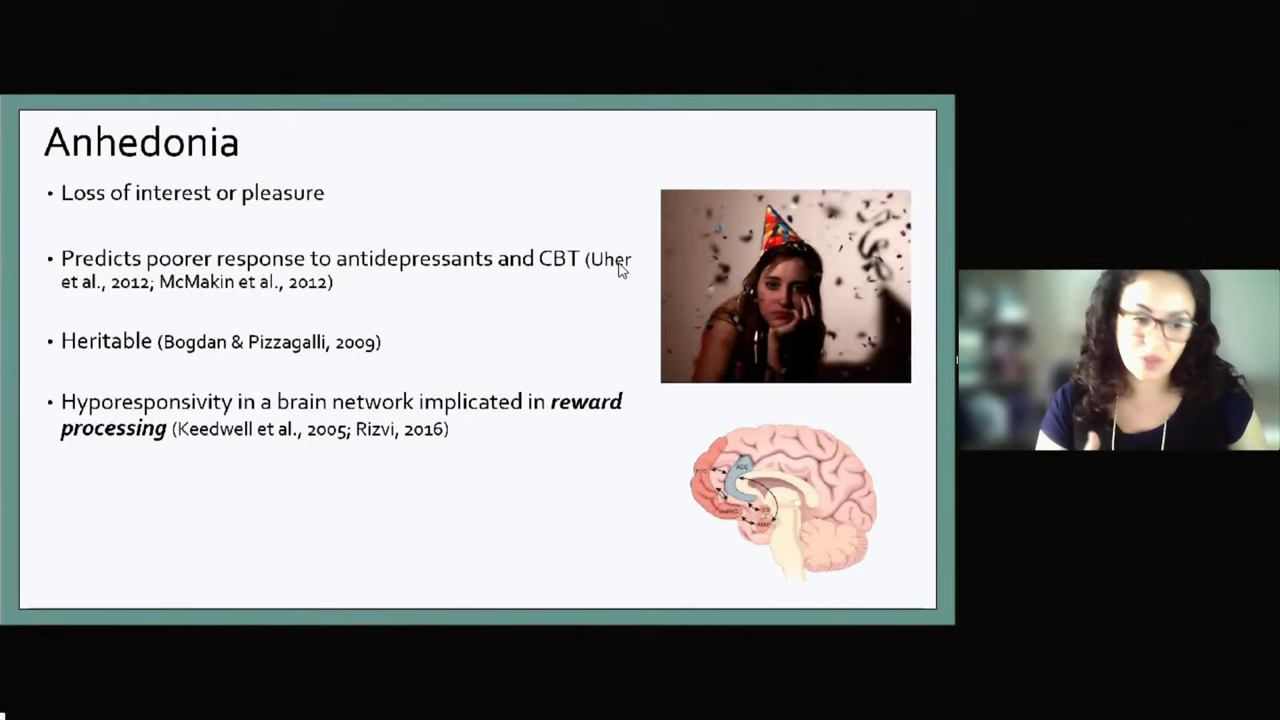 Anhedonia
• Loss of interest or pleasure
• Predicts poorer response to antidepressants and CBT (Uher
et al., 2012; McMakin et al., 2012)
• Heritable (Bogdan & Pizzagalli, 2009)
• Hyporesponsivity in a brain network implicated in reward
processing (Keedwell et al., 2005; Rizvi, 2016)
ACC